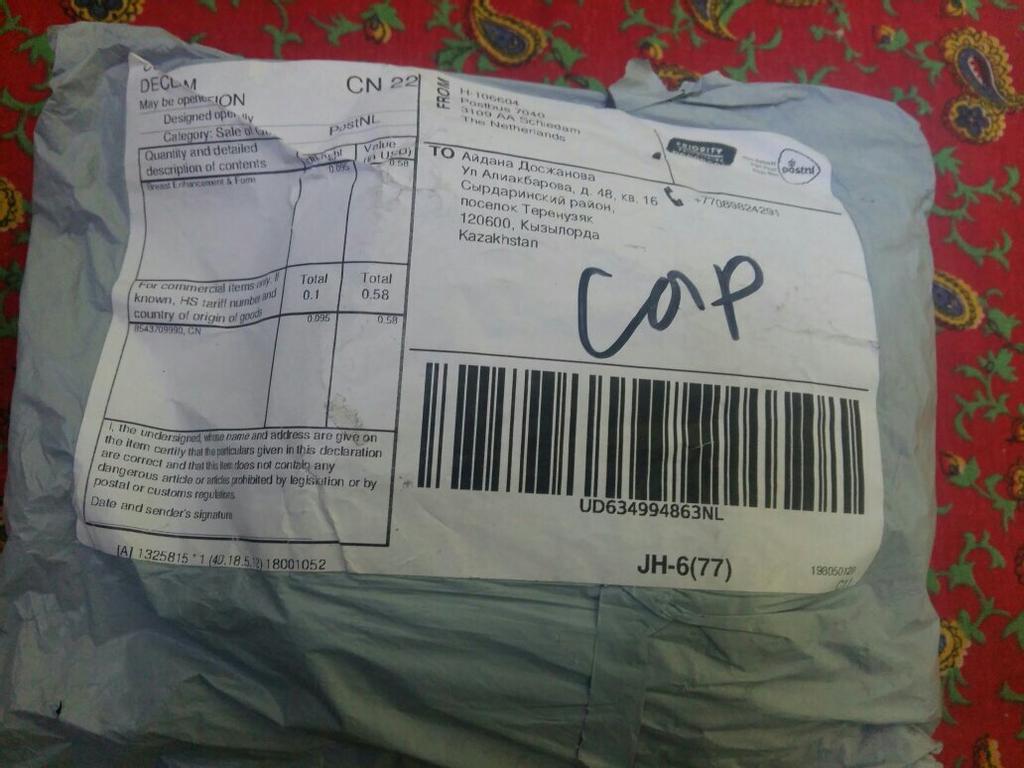 CN 22
May be
Designed
PostNL
Category: Sale
Quantity and detailed
description of contents
Value
0.095
0.58
Breast Enhancement & Form
For commercial items only, if
known, HS tariff number and
country of origin of goods
Total
0.1
Total
0.58
0.095
0.58
8543709990, CN
I, the undersigned, whose name and address are give on
the item certify that the particulars given in this declaration
are correct and that this item does not contain any
dangerous article or articles prohibited by legislation or by
postal or customs regulations
Date and sender's signature
[A] 1325815 * 1 18001052
FROM
H-106604
Postbus 7040
3109 AA Schiedam
The Netherlands
PRIORITY
postnl
TO Айдана Досжанова
Ул Алиакбарова, д. 48, кв. 16
Сырдаринский район,
поселок Теренузяк
120600, Кызылорда
Kazakhstan
+77089824291
Сар
UD634994863NL
JH-6(77)